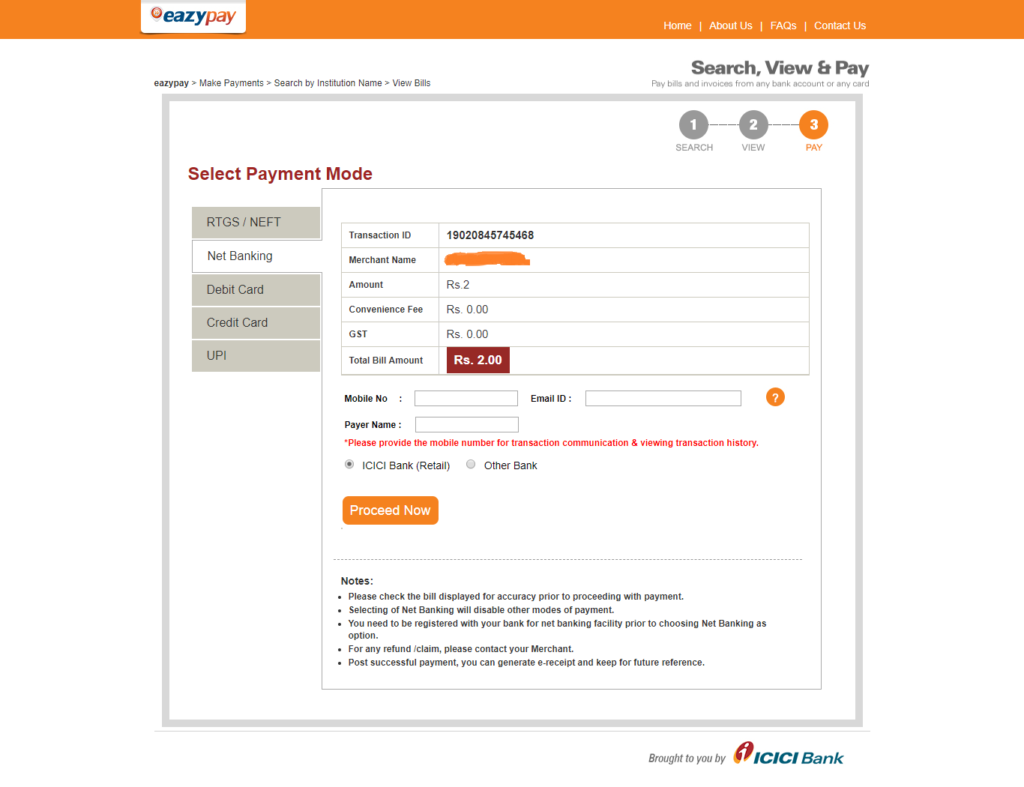 eazypay
Home | About Us | FAQs | Contact Us
Search, View & Pay
eazypay > Make Payments > Search by Institution Name > View Bills
Pay bills and invoices from any bank account or any card
1 2 3
SEARCH VIEW PAY
Select Payment Mode
RTGS / NEFT
Net Banking
Debit Card
Credit Card
UPI
Transaction ID 19020845745468
Merchant Name
Amount Rs.2
Convenience Fee Rs. 0.00
GST Rs. 0.00
Total Bill Amount Rs. 2.00
Mobile No : Email ID : ?
Payer Name :
*Please provide the mobile number for transaction communication & viewing transaction history.
ICICI Bank (Retail) Other Bank
Proceed Now
Notes:
• Please check the bill displayed for accuracy prior to proceeding with payment.
• Selecting of Net Banking will disable other modes of payment.
• You need to be registered with your bank for net banking facility prior to choosing Net Banking as
option.
• For any refund /claim, please contact your Merchant.
• Post successful payment, you can generate e-receipt and keep for future reference.
Brought to you by ICICI Bank